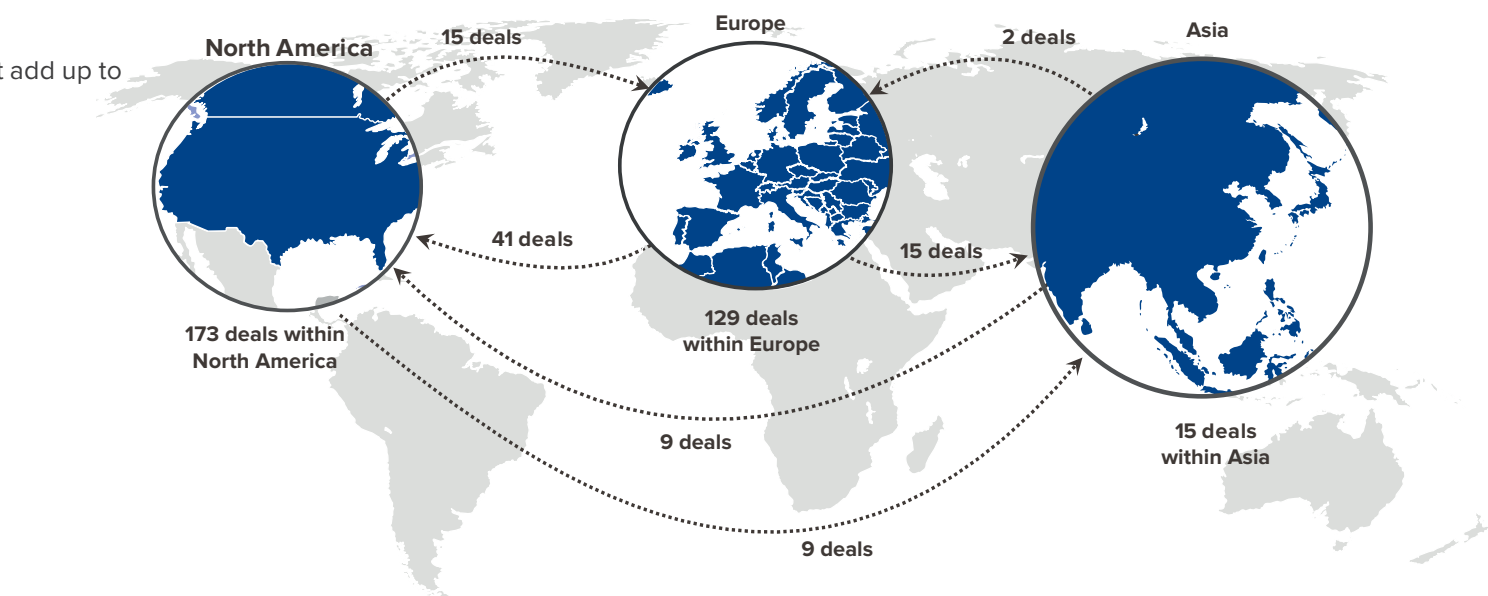 Europe
Asia
North America
15 deals
2 deals
add up to
41 deals
15 deals
129 deals
within Europe
173 deals within
North America
9 deals
15 deals
within Asia
9 deals